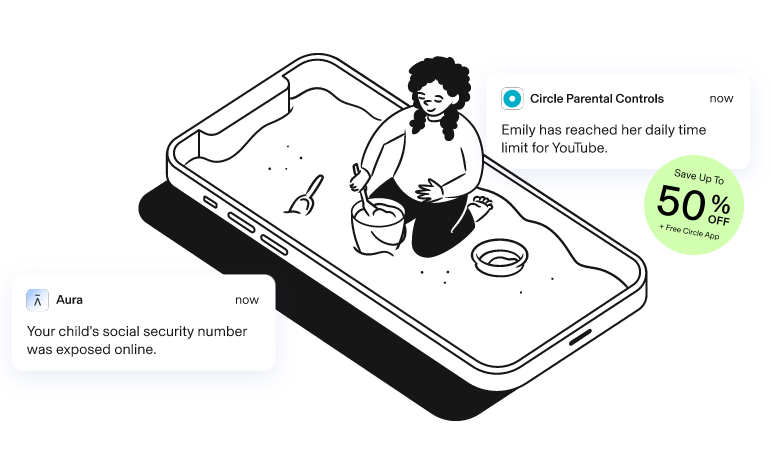 Circle Parental Controls now
Emily has reached her daily time
limit for YouTube.
Save Up To
50% OFF
+ Free Circle App
Aura now
Your child's social security number
was exposed online.